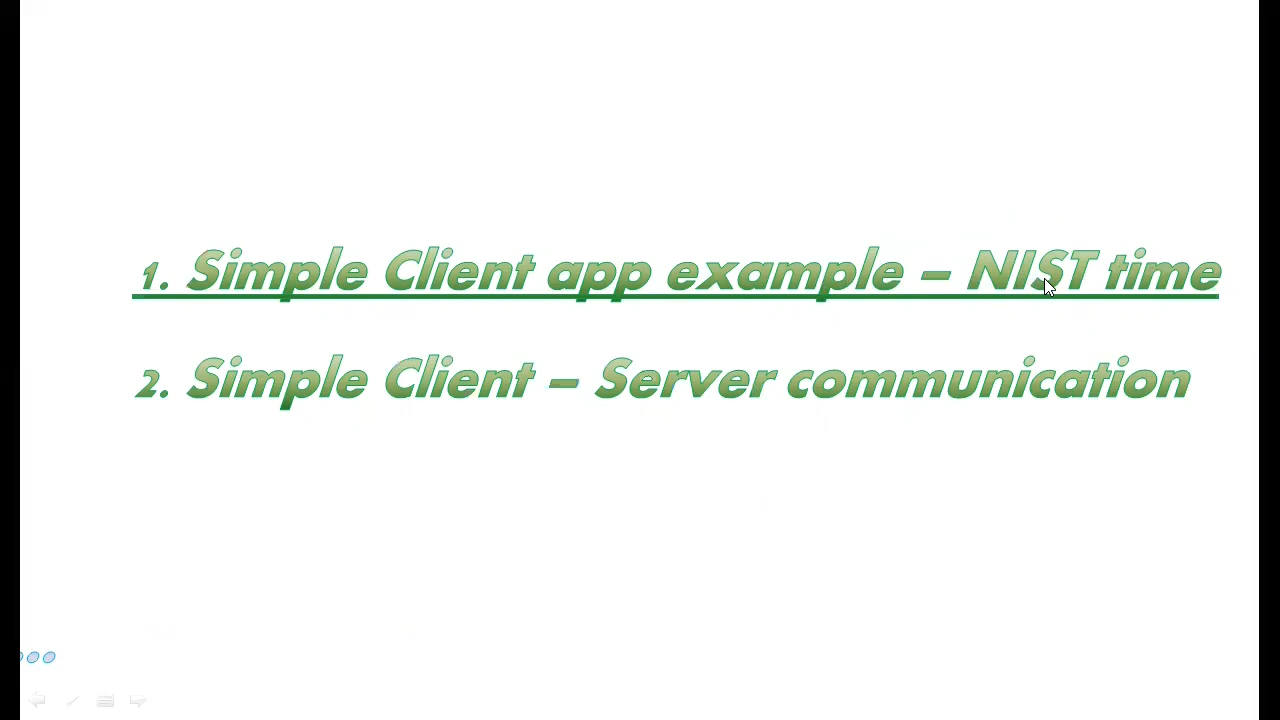 1. Simple Client app example – NIST time
2. Simple Client – Server communication